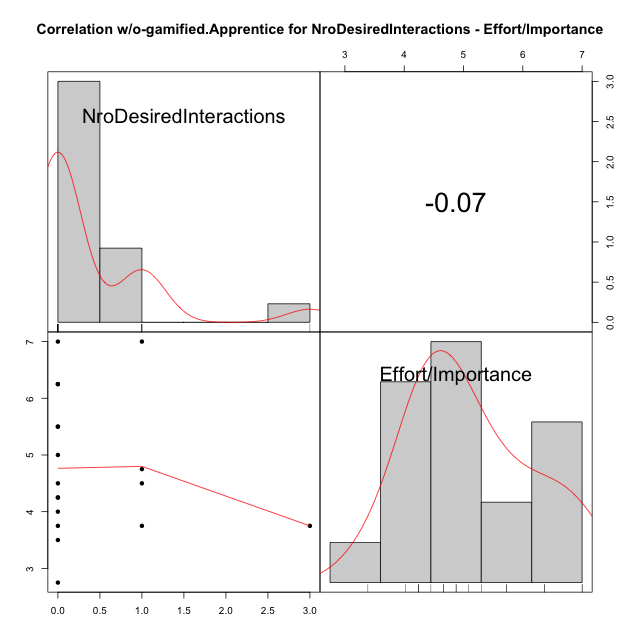 Correlation w/o-gamified.Apprentice for NroDesiredInteractions - Effort/Importance
3 4 5 6 7
NroDesiredInteractions
-0.07
0.0 0.5 1.0 1.5 2.0 2.5 3.0
3 4 5 6 7
Effort/Importance
0.0 0.5 1.0 1.5 2.0 2.5 3.0